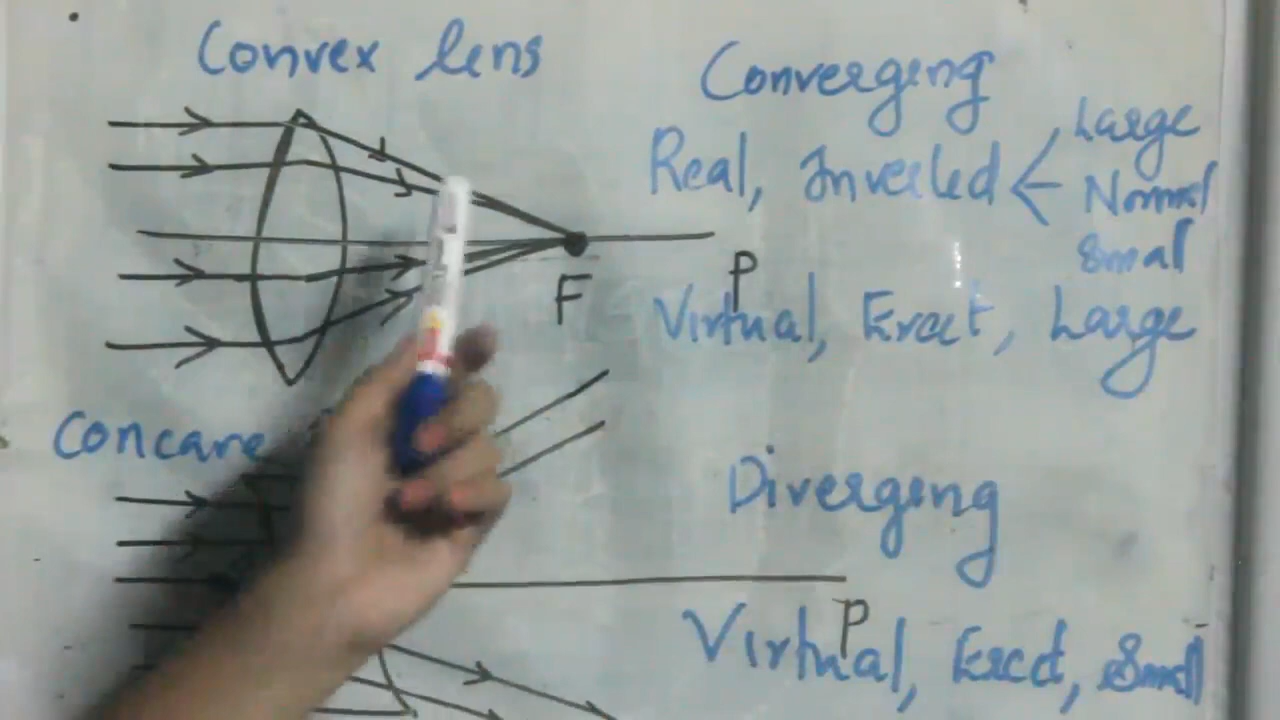 Convex lens
Converging
Real, Inverted < Large
Normal
Small
F
P
Virtual, Erect, Large
Concave
Diverging
P
Virtual, Erect, Small